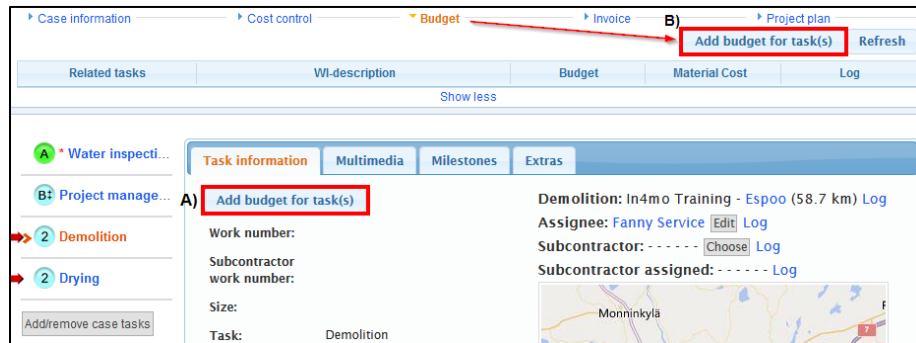 Case information Cost control Budget Invoice B) Project plan
Add budget for task(s) Refresh
Related tasks WI-description Budget Material Cost Log
Show less
A * Water inspecti...
B‡ Project manage...
2 Demolition
2 Drying
Add/remove case tasks
Task information Multimedia Milestones Extras
A) Add budget for task(s)
Work number:
Subcontractor
work number:
Size:
Task: Demolition
Demolition: In4mo Training - Espoo (58.7 km) Log
Assignee: Fanny Service Edit Log
Subcontractor: - - - - - - Choose Log
Subcontractor assigned: - - - - - - Log
Monninkylä
7